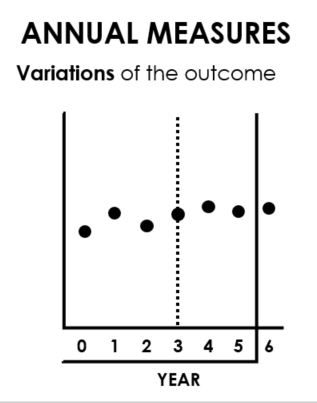 ANNUAL MEASURES
Variations of the outcome
0 1 2 3 4 5 6
YEAR